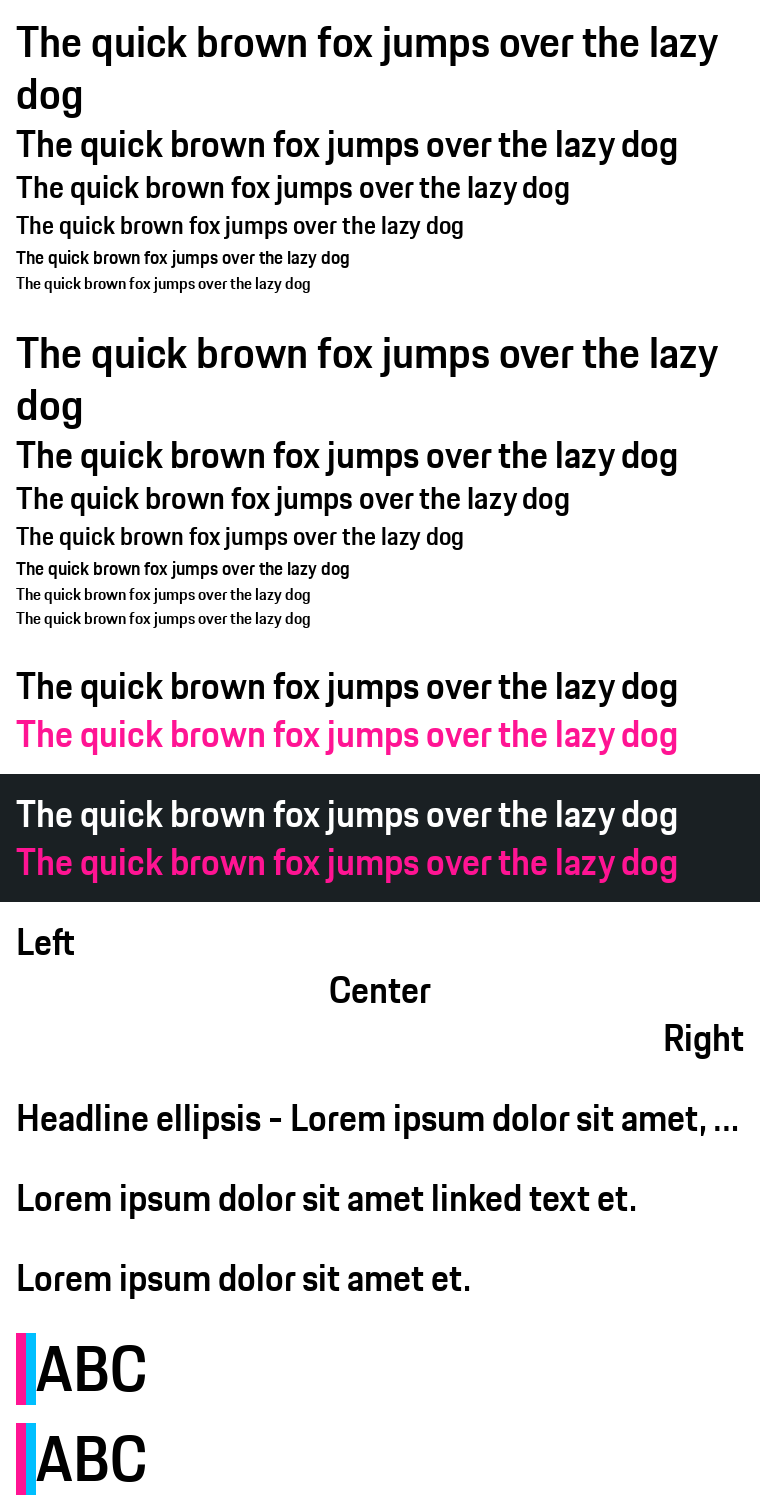 The quick brown fox jumps over the lazy
dog
The quick brown fox jumps over the lazy dog
The quick brown fox jumps over the lazy dog
The quick brown fox jumps over the lazy dog
The quick brown fox jumps over the lazy dog
The quick brown fox jumps over the lazy dog
The quick brown fox jumps over the lazy
dog
The quick brown fox jumps over the lazy dog
The quick brown fox jumps over the lazy dog
The quick brown fox jumps over the lazy dog
The quick brown fox jumps over the lazy dog
The quick brown fox jumps over the lazy dog
The quick brown fox jumps over the lazy dog
The quick brown fox jumps over the lazy dog
The quick brown fox jumps over the lazy dog
The quick brown fox jumps over the lazy dog
The quick brown fox jumps over the lazy dog
Left
Center
Right
Headline ellipsis - Lorem ipsum dolor sit amet, ...
Lorem ipsum dolor sit amet linked text et.
Lorem ipsum dolor sit amet et.
ABC
ABC